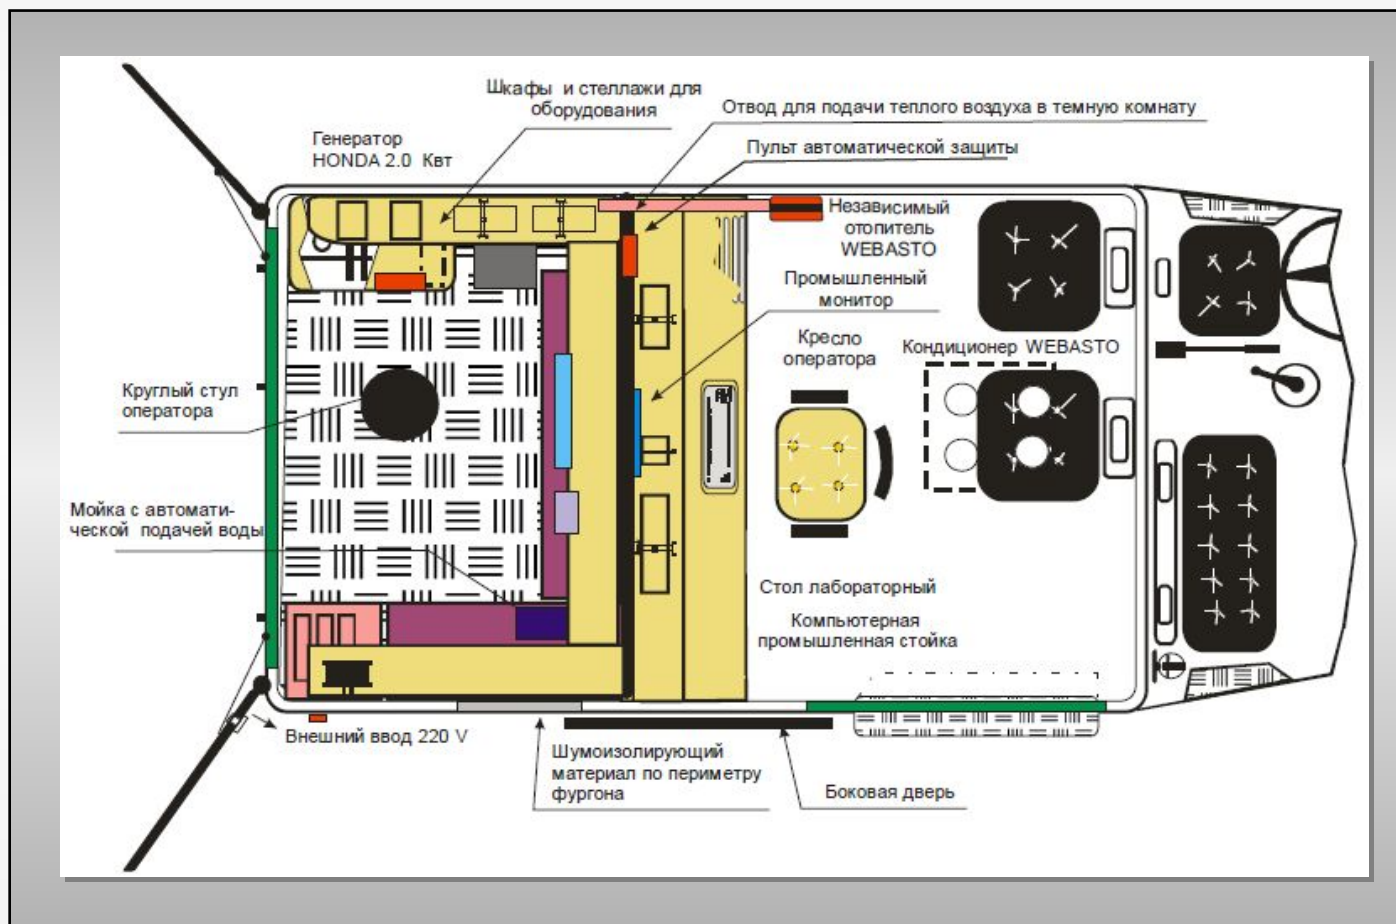 Шкафы и стеллажи для
оборудования
Отвод для подачи теплого воздуха в темную комнату
Генератор
HONDA 2.0 Квт
Пульт автоматической защиты
Независимый
отопитель
WEBASTO
Промышленный
монитор
Кресло
оператора
Кондиционер WEBASTO
Круглый стул
оператора
Мойка с автомати-
ческой подачей воды
Стол лабораторный
Компьютерная
промышленная стойка
Внешний ввод 220 V
Шумоизолирующий
материал по периметру
фургона
Боковая дверь